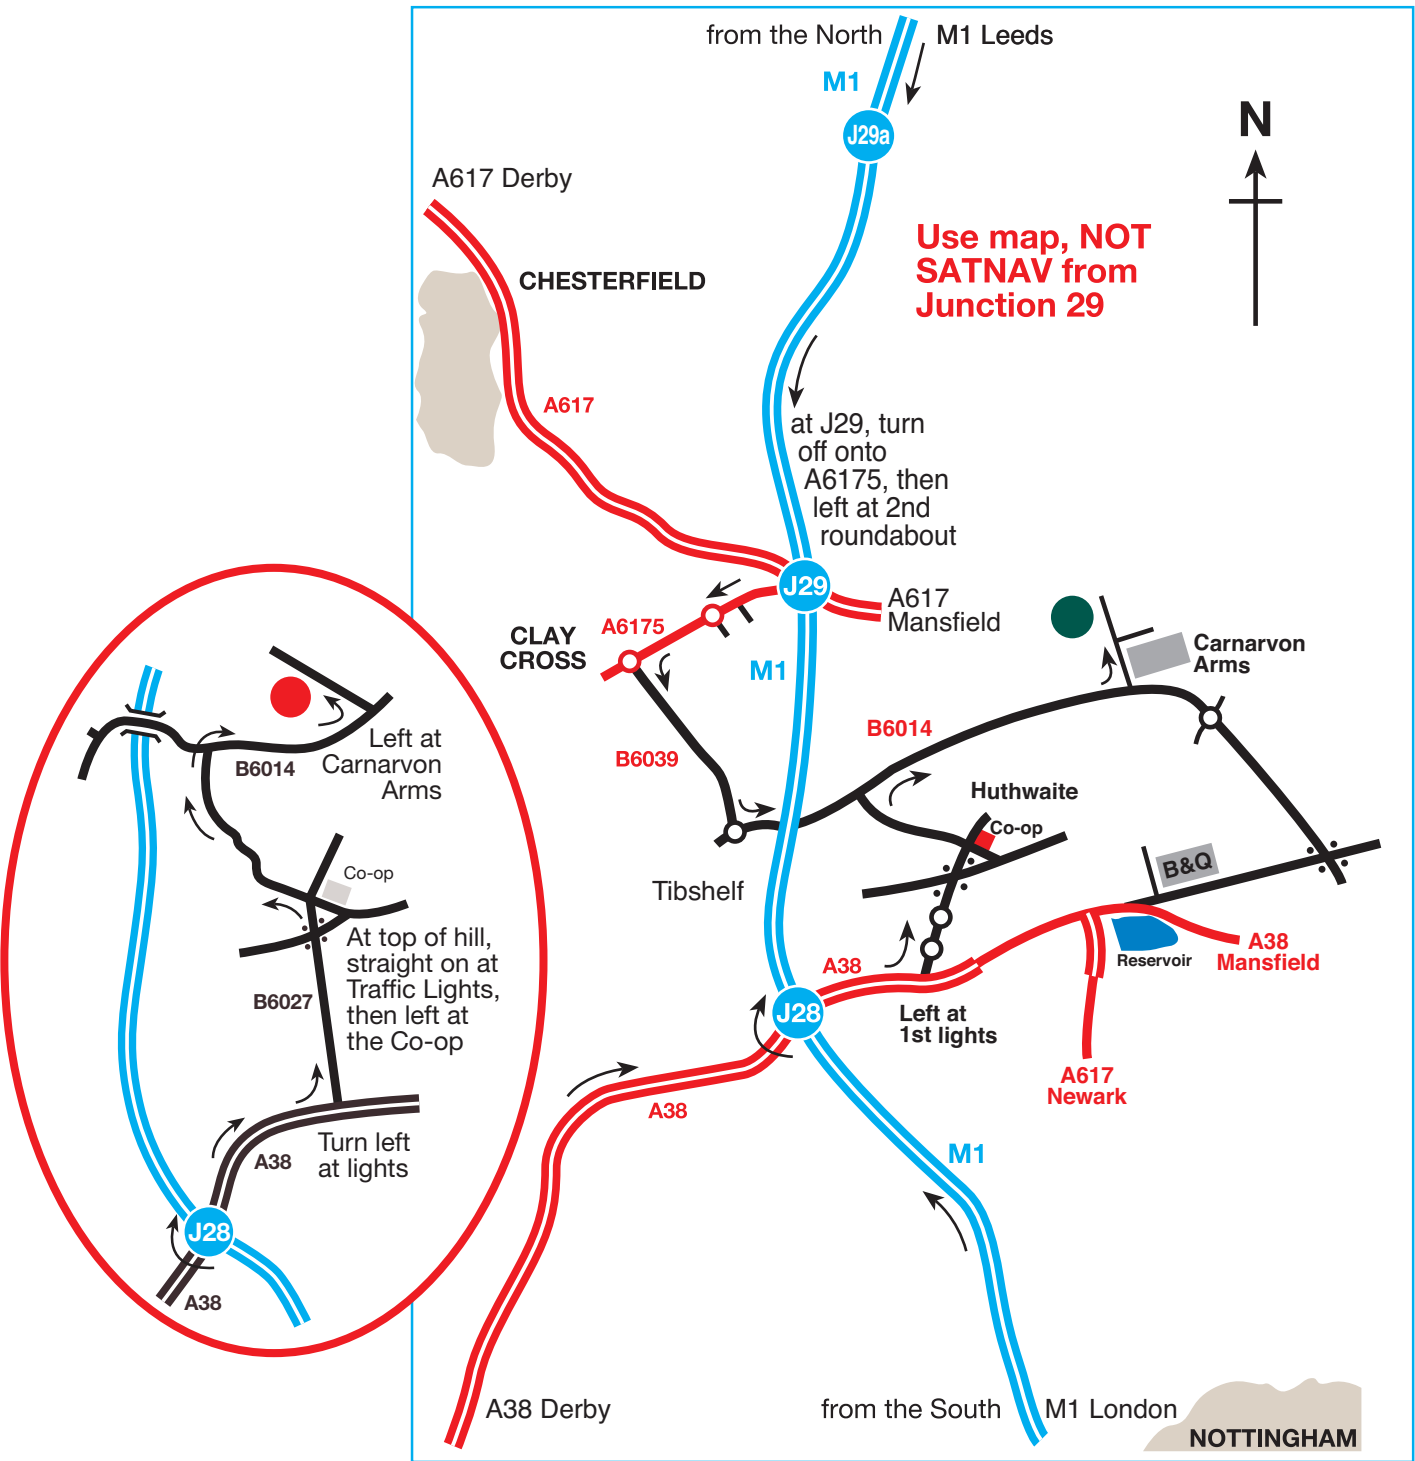 from the North
M1 Leeds
M1
J29a
N
A617 Derby
Use map, NOT
SATNAV from
Junction 29
CHESTERFIELD
A617
at J29, turn
off onto
A6175, then
left at 2nd
roundabout
J29
A617
Mansfield
A6175
CLAY
CROSS
M1
Carnarvon
Arms
B6014
B6039
Huthwaite
Co-op
Tibshelf
B&Q
A38
Reservoir
A38
Mansfield
J28
Left at
1st lights
A617
Newark
A38
M1
A38 Derby
from the South
M1 London
NOTTINGHAM
Left at
Carnarvon
Arms
B6014
Co-op
At top of hill,
straight on at
Traffic Lights,
then left at
the Co-op
B6027
Turn left
at lights
A38
J28
A38